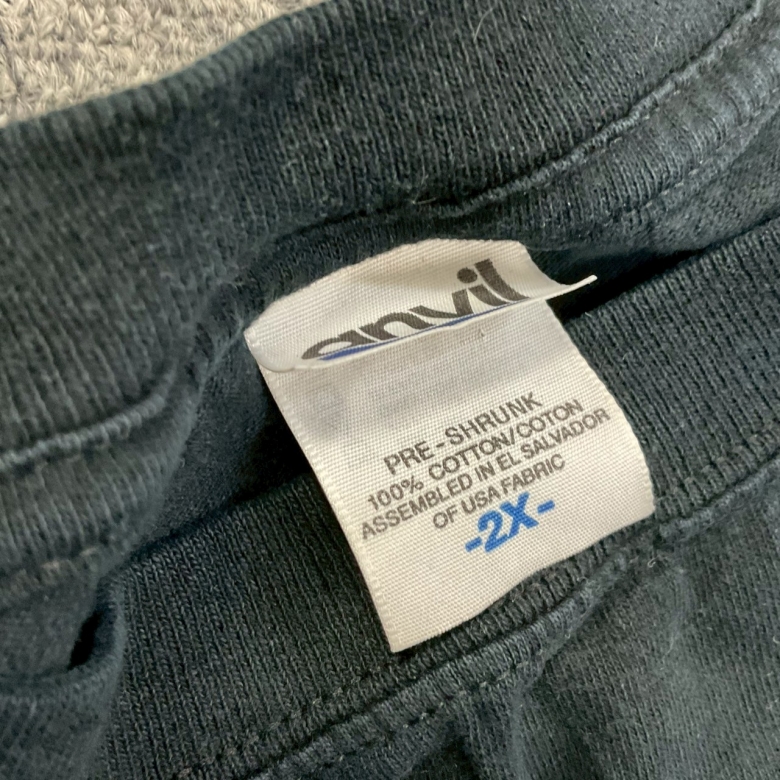 anvil
PRE-SHRUNK
100% COTTON/COTON
ASSEMBLED IN EL SALVADOR
OF USA FABRIC
-2X-